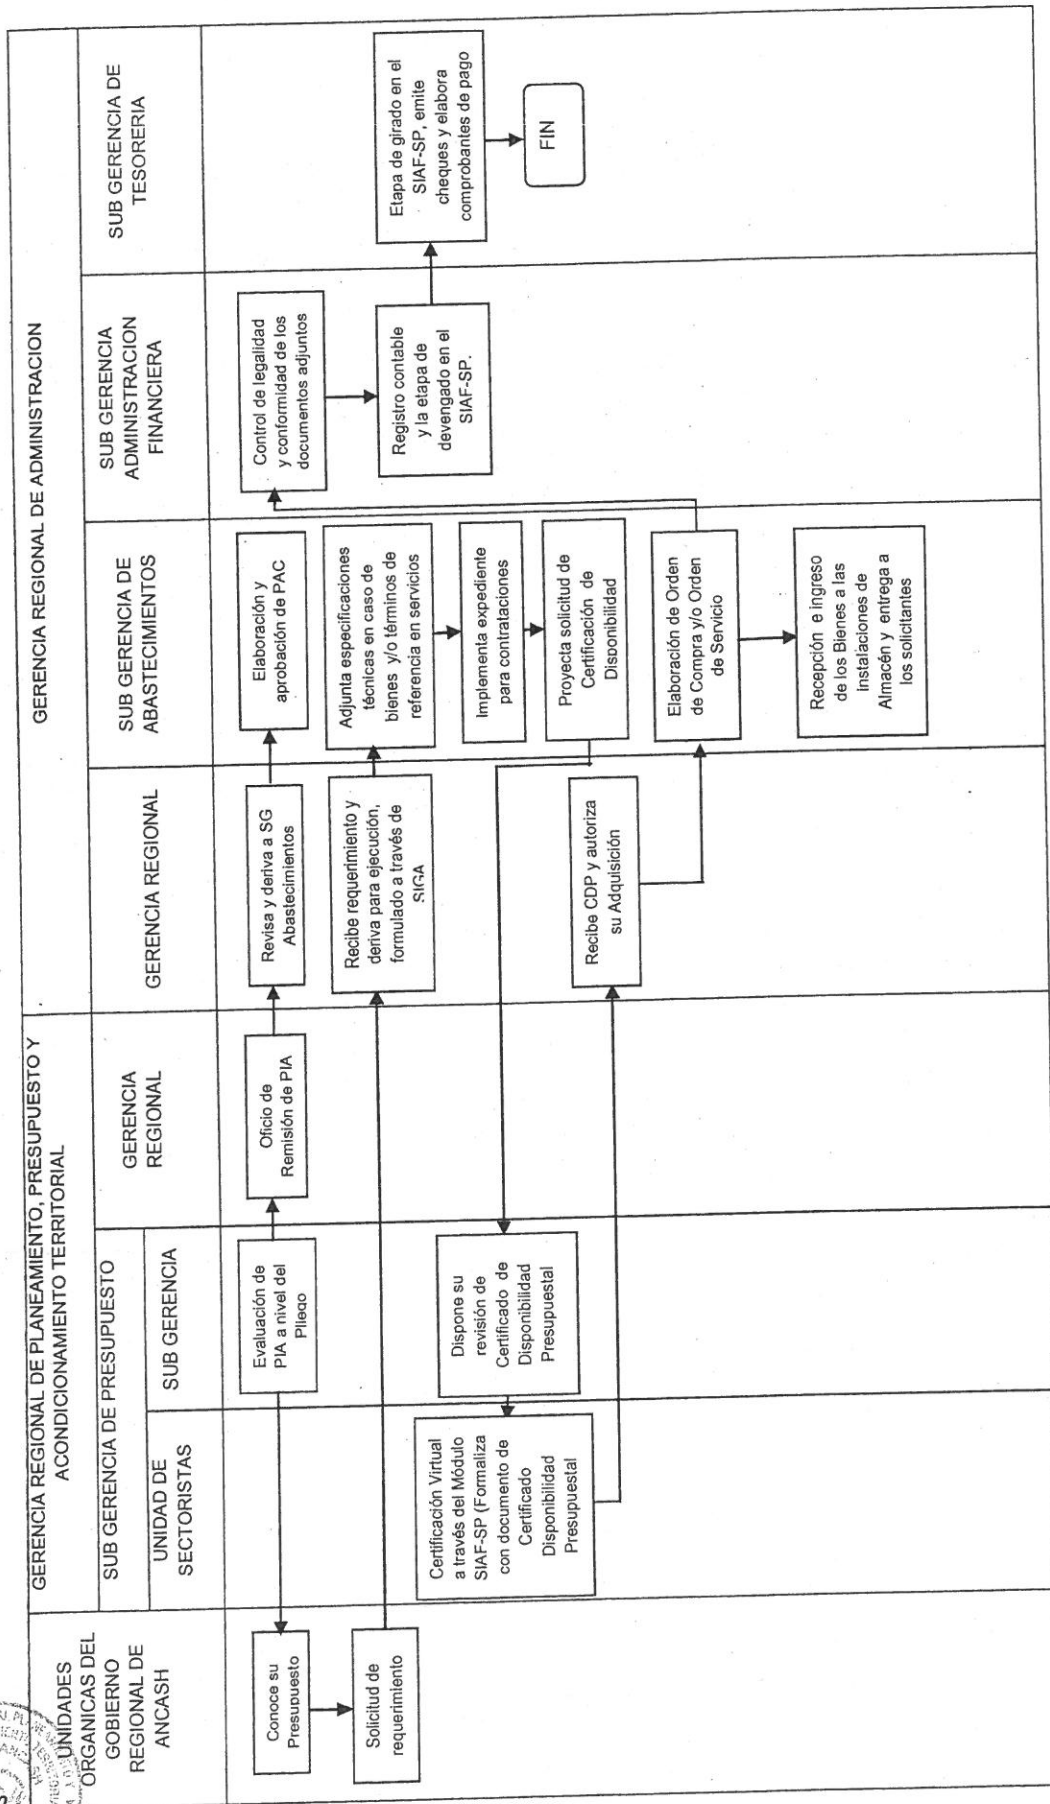 UNIDADES
ORGANICAS DEL
GOBIERNO
REGIONAL DE
ANCASH
GERENCIA REGIONAL DE PLANEAMIENTO, PRESUPUESTO Y
ACONDICIONAMIENTO TERRITORIAL
SUB GERENCIA DE PRESUPUESTO
UNIDAD DE
SECTORISTAS
SUB GERENCIA
GERENCIA
REGIONAL
GERENCIA REGIONAL DE ADMINISTRACION
GERENCIA REGIONAL
SUB GERENCIA DE
ABASTECIMIENTOS
SUB GERENCIA
ADMINISTRACION
FINANCIERA
SUB GERENCIA DE
TESORERIA
Conoce su
Presupuesto
Solicitud de
requerimiento
Evaluación de
PIA a nivel del
Pliego
Oficio de
Remisión de PIA
Revisa y deriva a SG
Abastecimientos
Elaboración y
aprobación de PAC
Recibe requerimiento y
deriva para ejecución,
formulado a través de
SIGA
Adjunta especificaciones
técnicas en caso de
bienes y/o términos de
referencia en servicios
Implementa expediente
para contrataciones
Proyecta solicitud de
Certificación de
Disponibilidad
Dispone su
revisión de
Certificado de
Disponibilidad
Presupuestal
Certificación Virtual
a través del Módulo
SIAF-SP (Formaliza
con documento de
Certificado
Disponibilidad
Presupuestal
Recibe CDP y autoriza
su Adquisición
Elaboración de Orden
de Compra y/o Orden
de Servicio
Recepción e ingreso
de los Bienes a las
instalaciones de
Almacén y entrega a
los solicitantes
Control de legalidad
y conformidad de los
documentos adjuntos
Registro contable
y la etapa de
devengado en el
SIAF-SP.
Etapa de girado en el
SIAF-SP, emite
cheques y elabora
comprobantes de pago
FIN